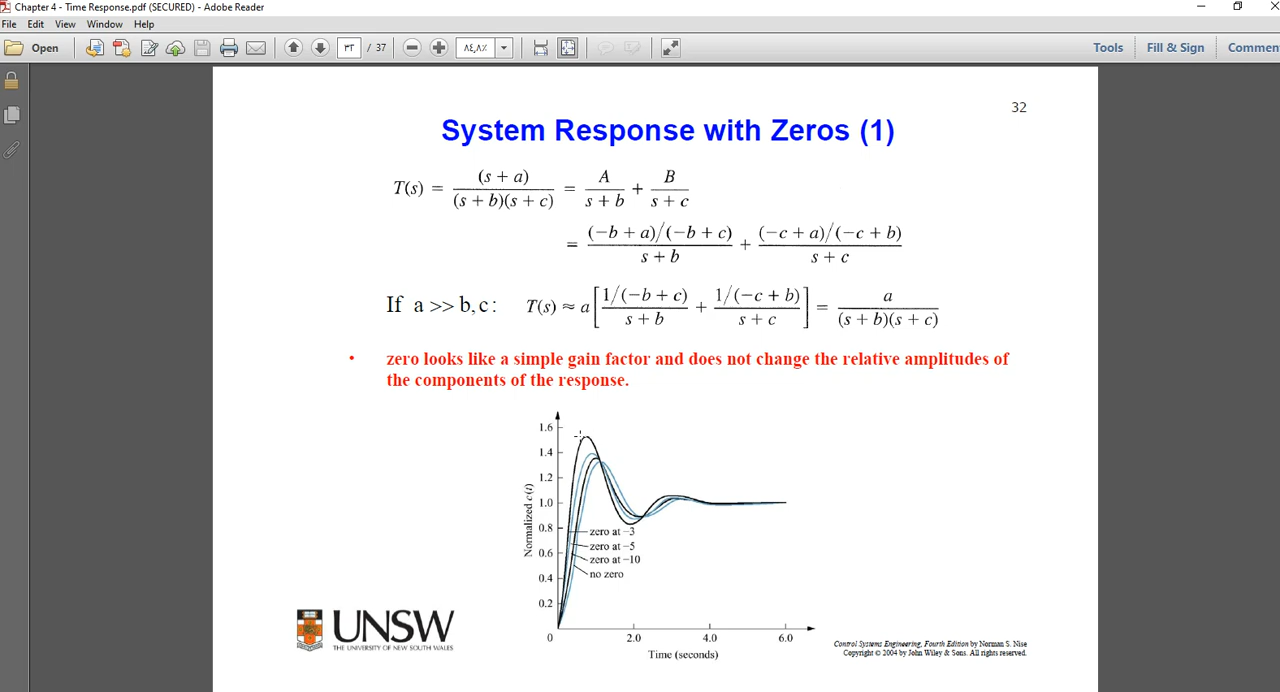 Chapter 4 - Time Response.pdf (SECURED) - Adobe Reader
File Edit View Window Help
Open ٣٣ / 37 ٨٤,٨٪ Tools Fill & Sign Commen
32
System Response with Zeros (1)
T(s) = (s + a) / (s + b)(s + c) = A / s + b + B / s + c
= (−b + a)/(−b + c) / s + b + (−c + a)/(−c + b) / s + c
If a >> b,c: T(s) ≈ a [ 1/(−b + c) / s + b + 1/(−c + b) / s + c ] = a / (s + b)(s + c)
• zero looks like a simple gain factor and does not change the relative amplitudes of
the components of the response.
1.6
1.4
1.2
1.0
0.8
0.6
0.4
0.2
0
Normalized c(t)
zero at −3
zero at −5
zero at −10
no zero
2.0 4.0 6.0
Time (seconds)
UNSW
THE UNIVERSITY OF NEW SOUTH WALES
Control Systems Engineering, Fourth Edition by Norman S. Nise
Copyright © 2004 by John Wiley & Sons. All rights reserved.